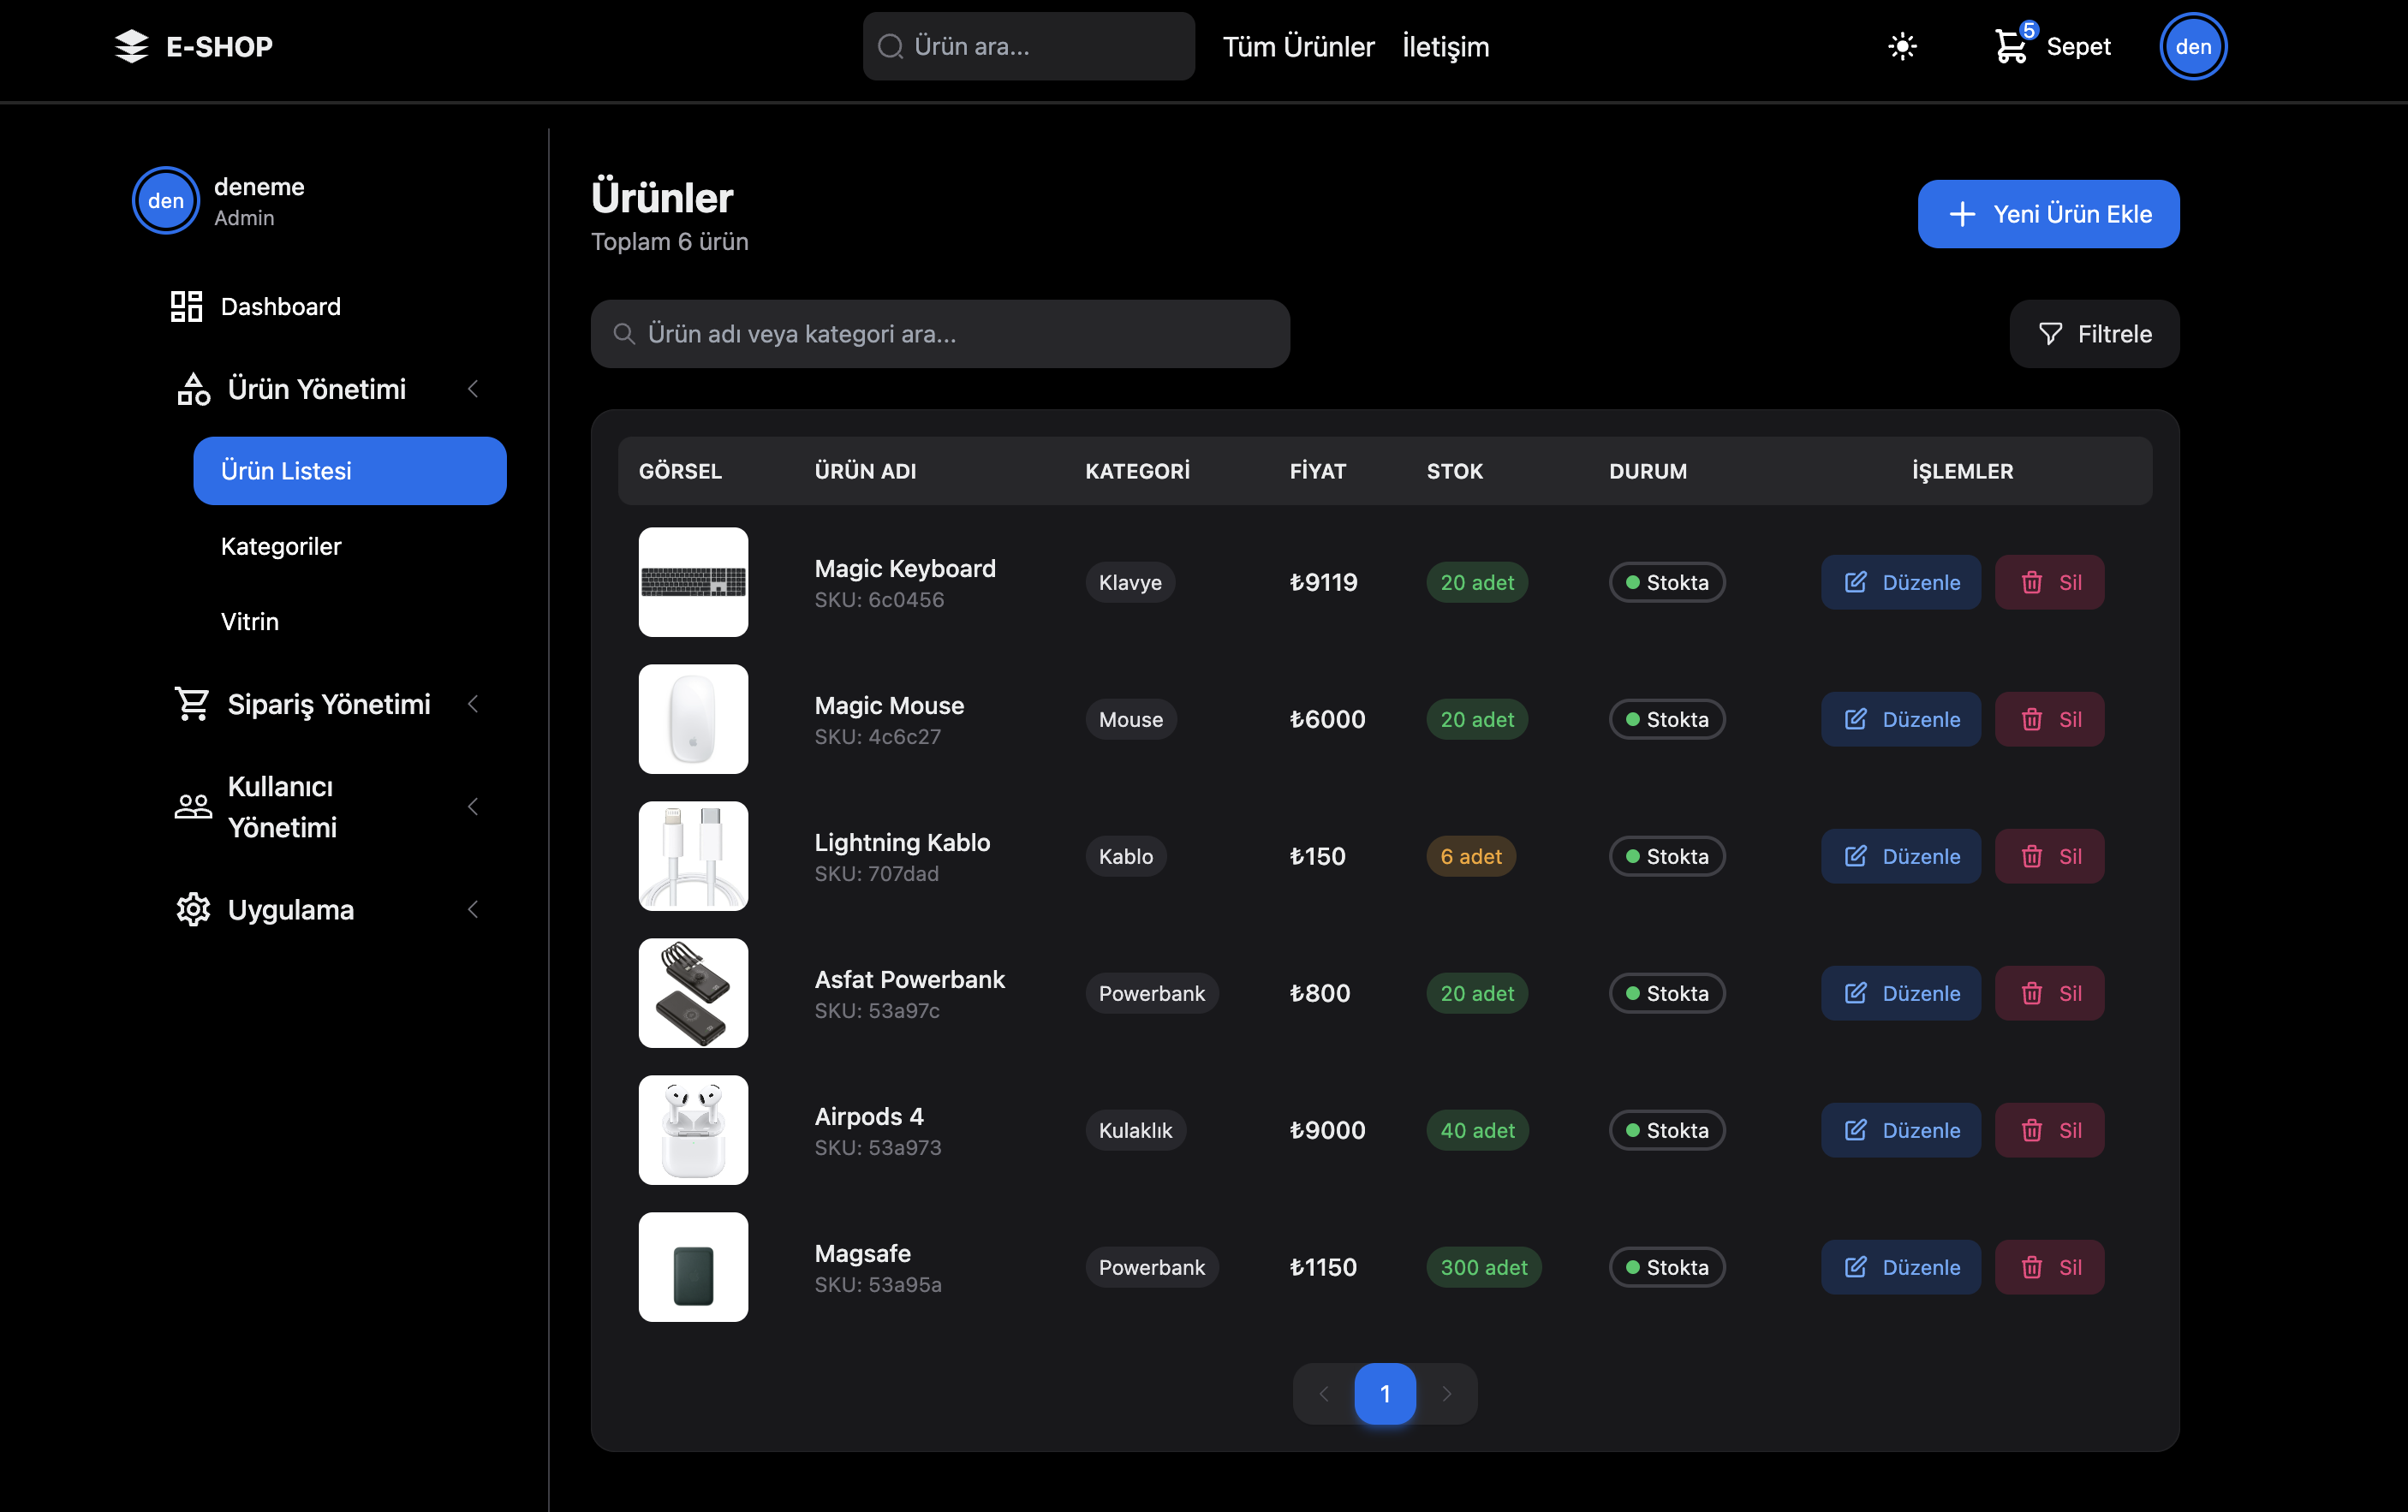 E-SHOP
Ürün ara...
Tüm Ürünler
İletişim
5
Sepet
den
den
deneme
Admin
Dashboard
Ürün Yönetimi
Ürün Listesi
Kategoriler
Vitrin
Sipariş Yönetimi
Kullanıcı
Yönetimi
Uygulama
Ürünler
Toplam 6 ürün
Yeni Ürün Ekle
Ürün adı veya kategori ara...
Filtrele
GÖRSEL ÜRÜN ADI KATEGORİ FİYAT STOK DURUM İŞLEMLER
Magic Keyboard
SKU: 6c0456
Klavye ₺9119 20 adet Stokta Düzenle Sil
Magic Mouse
SKU: 4c6c27
Mouse ₺6000 20 adet Stokta Düzenle Sil
Lightning Kablo
SKU: 707dad
Kablo ₺150 6 adet Stokta Düzenle Sil
Asfat Powerbank
SKU: 53a97c
Powerbank ₺800 20 adet Stokta Düzenle Sil
Airpods 4
SKU: 53a973
Kulaklık ₺9000 40 adet Stokta Düzenle Sil
Magsafe
SKU: 53a95a
Powerbank ₺1150 300 adet Stokta Düzenle Sil
1